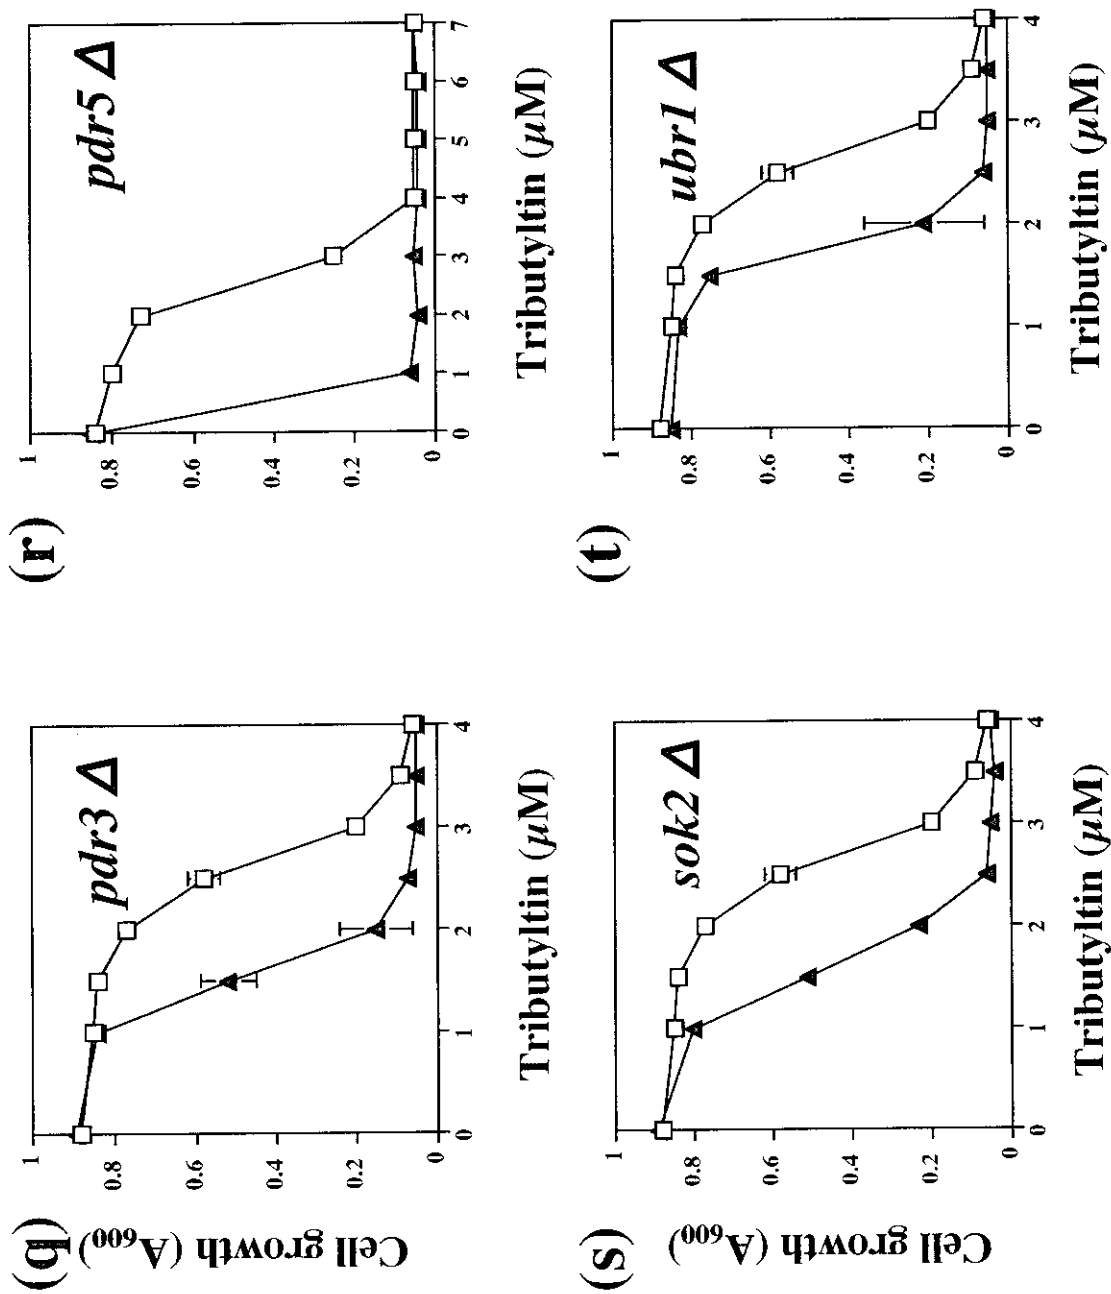 (q)
pdr3 Δ
Cell growth (A600)
1
0.8
0.6
0.4
0.2
0
0 1 2 3 4
Tributyltin (μM)
(r)
pdr5 Δ
1
0.8
0.6
0.4
0.2
0
0 1 2 3 4 5 6 7
Tributyltin (μM)
(s)
sok2 Δ
Cell growth (A600)
1
0.8
0.6
0.4
0.2
0
0 1 2 3 4
Tributyltin (μM)
(t)
ubr1 Δ
1
0.8
0.6
0.4
0.2
0
0 1 2 3 4
Tributyltin (μM)